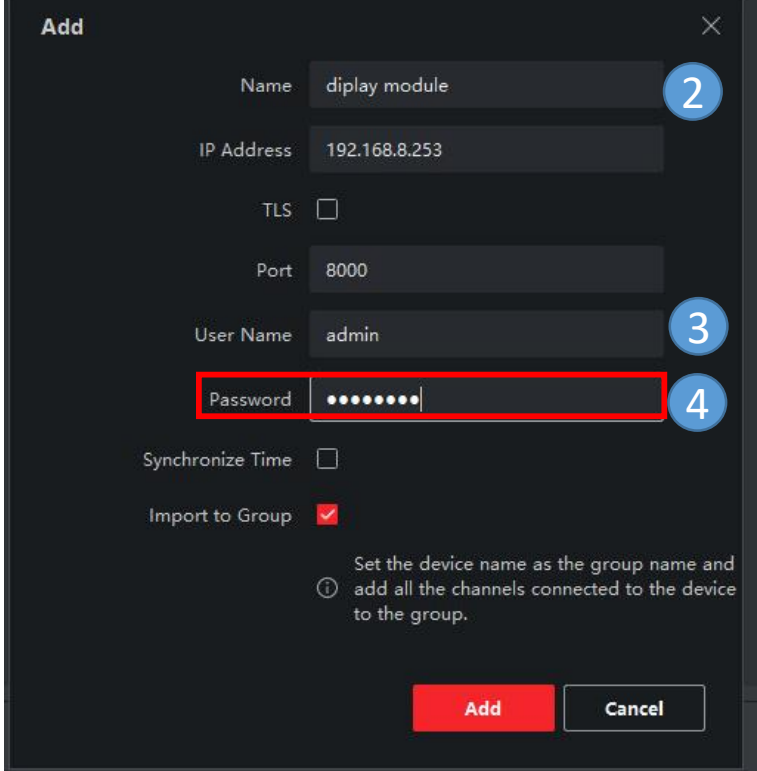 Add
Name diplay module 2
IP Address 192.168.8.253
TLS
Port 8000
User Name admin 3
Password ●●●●●●●● 4
Synchronize Time
Import to Group
Set the device name as the group name and
add all the channels connected to the device
to the group.
Add Cancel